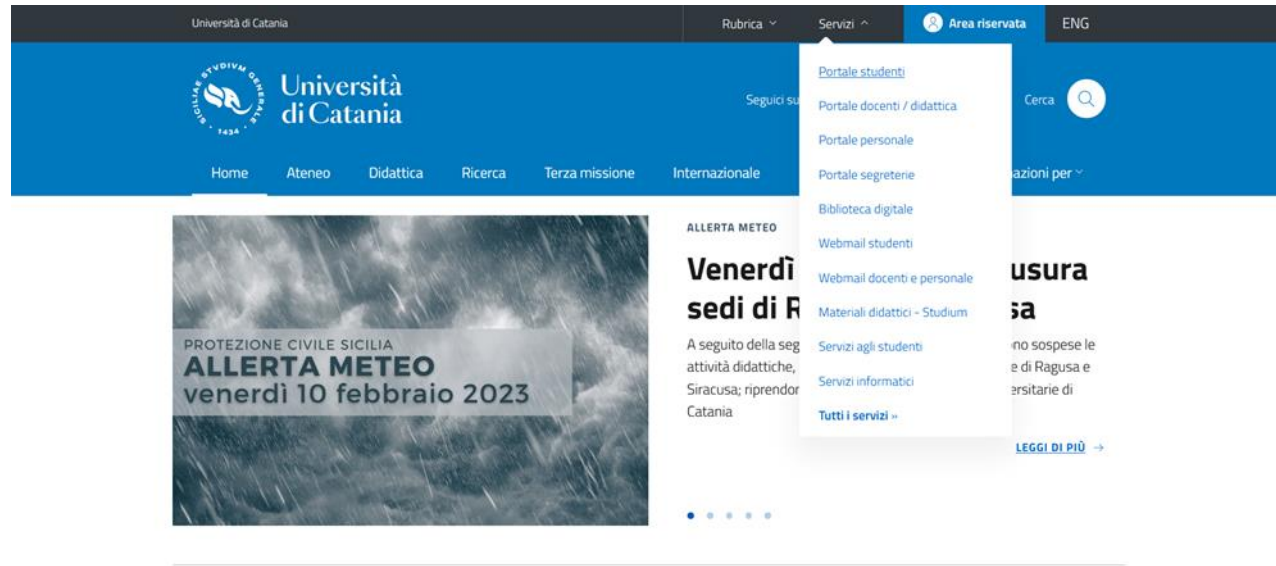 Università di Catania
Rubrica
Servizi
Area riservata
ENG
SICILIAE STVDIVM GENERALE
1434
Università
di Catania
Seguici su
Cerca
Home
Ateneo
Didattica
Ricerca
Terza missione
Internazionale
azioni per
Portale studenti
Portale docenti / didattica
Portale personale
Portale segreterie
Biblioteca digitale
Webmail studenti
Webmail docenti e personale
Materiali didattici - Studium
Servizi agli studenti
Servizi informatici
Tutti i servizi »
PROTEZIONE CIVILE SICILIA
ALLERTA METEO
venerdì 10 febbraio 2023
ALLERTA METEO
Venerdì usura
sedi di R sa
A seguito della seg no sospese le
attività didattiche, e di Ragusa e
Siracusa; riprendor ersitarie di
Catania
LEGGI DI PIÙ →